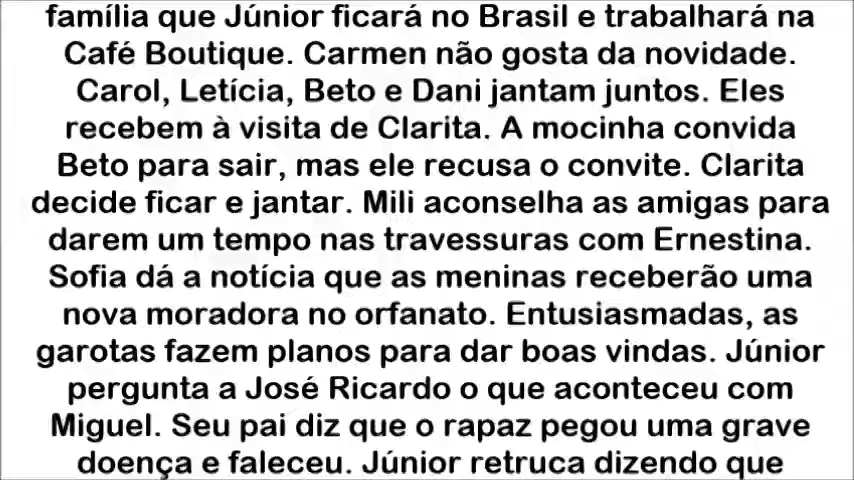 família que Júnior ficará no Brasil e trabalhará na
Café Boutique. Carmen não gosta da novidade.
Carol, Letícia, Beto e Dani jantam juntos. Eles
recebem à visita de Clarita. A mocinha convida
Beto para sair, mas ele recusa o convite. Clarita
decide ficar e jantar. Mili aconselha as amigas para
darem um tempo nas travessuras com Ernestina.
Sofia dá a notícia que as meninas receberão uma
nova moradora no orfanato. Entusiasmadas, as
garotas fazem planos para dar boas vindas. Júnior
pergunta a José Ricardo o que aconteceu com
Miguel. Seu pai diz que o rapaz pegou uma grave
doença e faleceu. Júnior retruca dizendo que